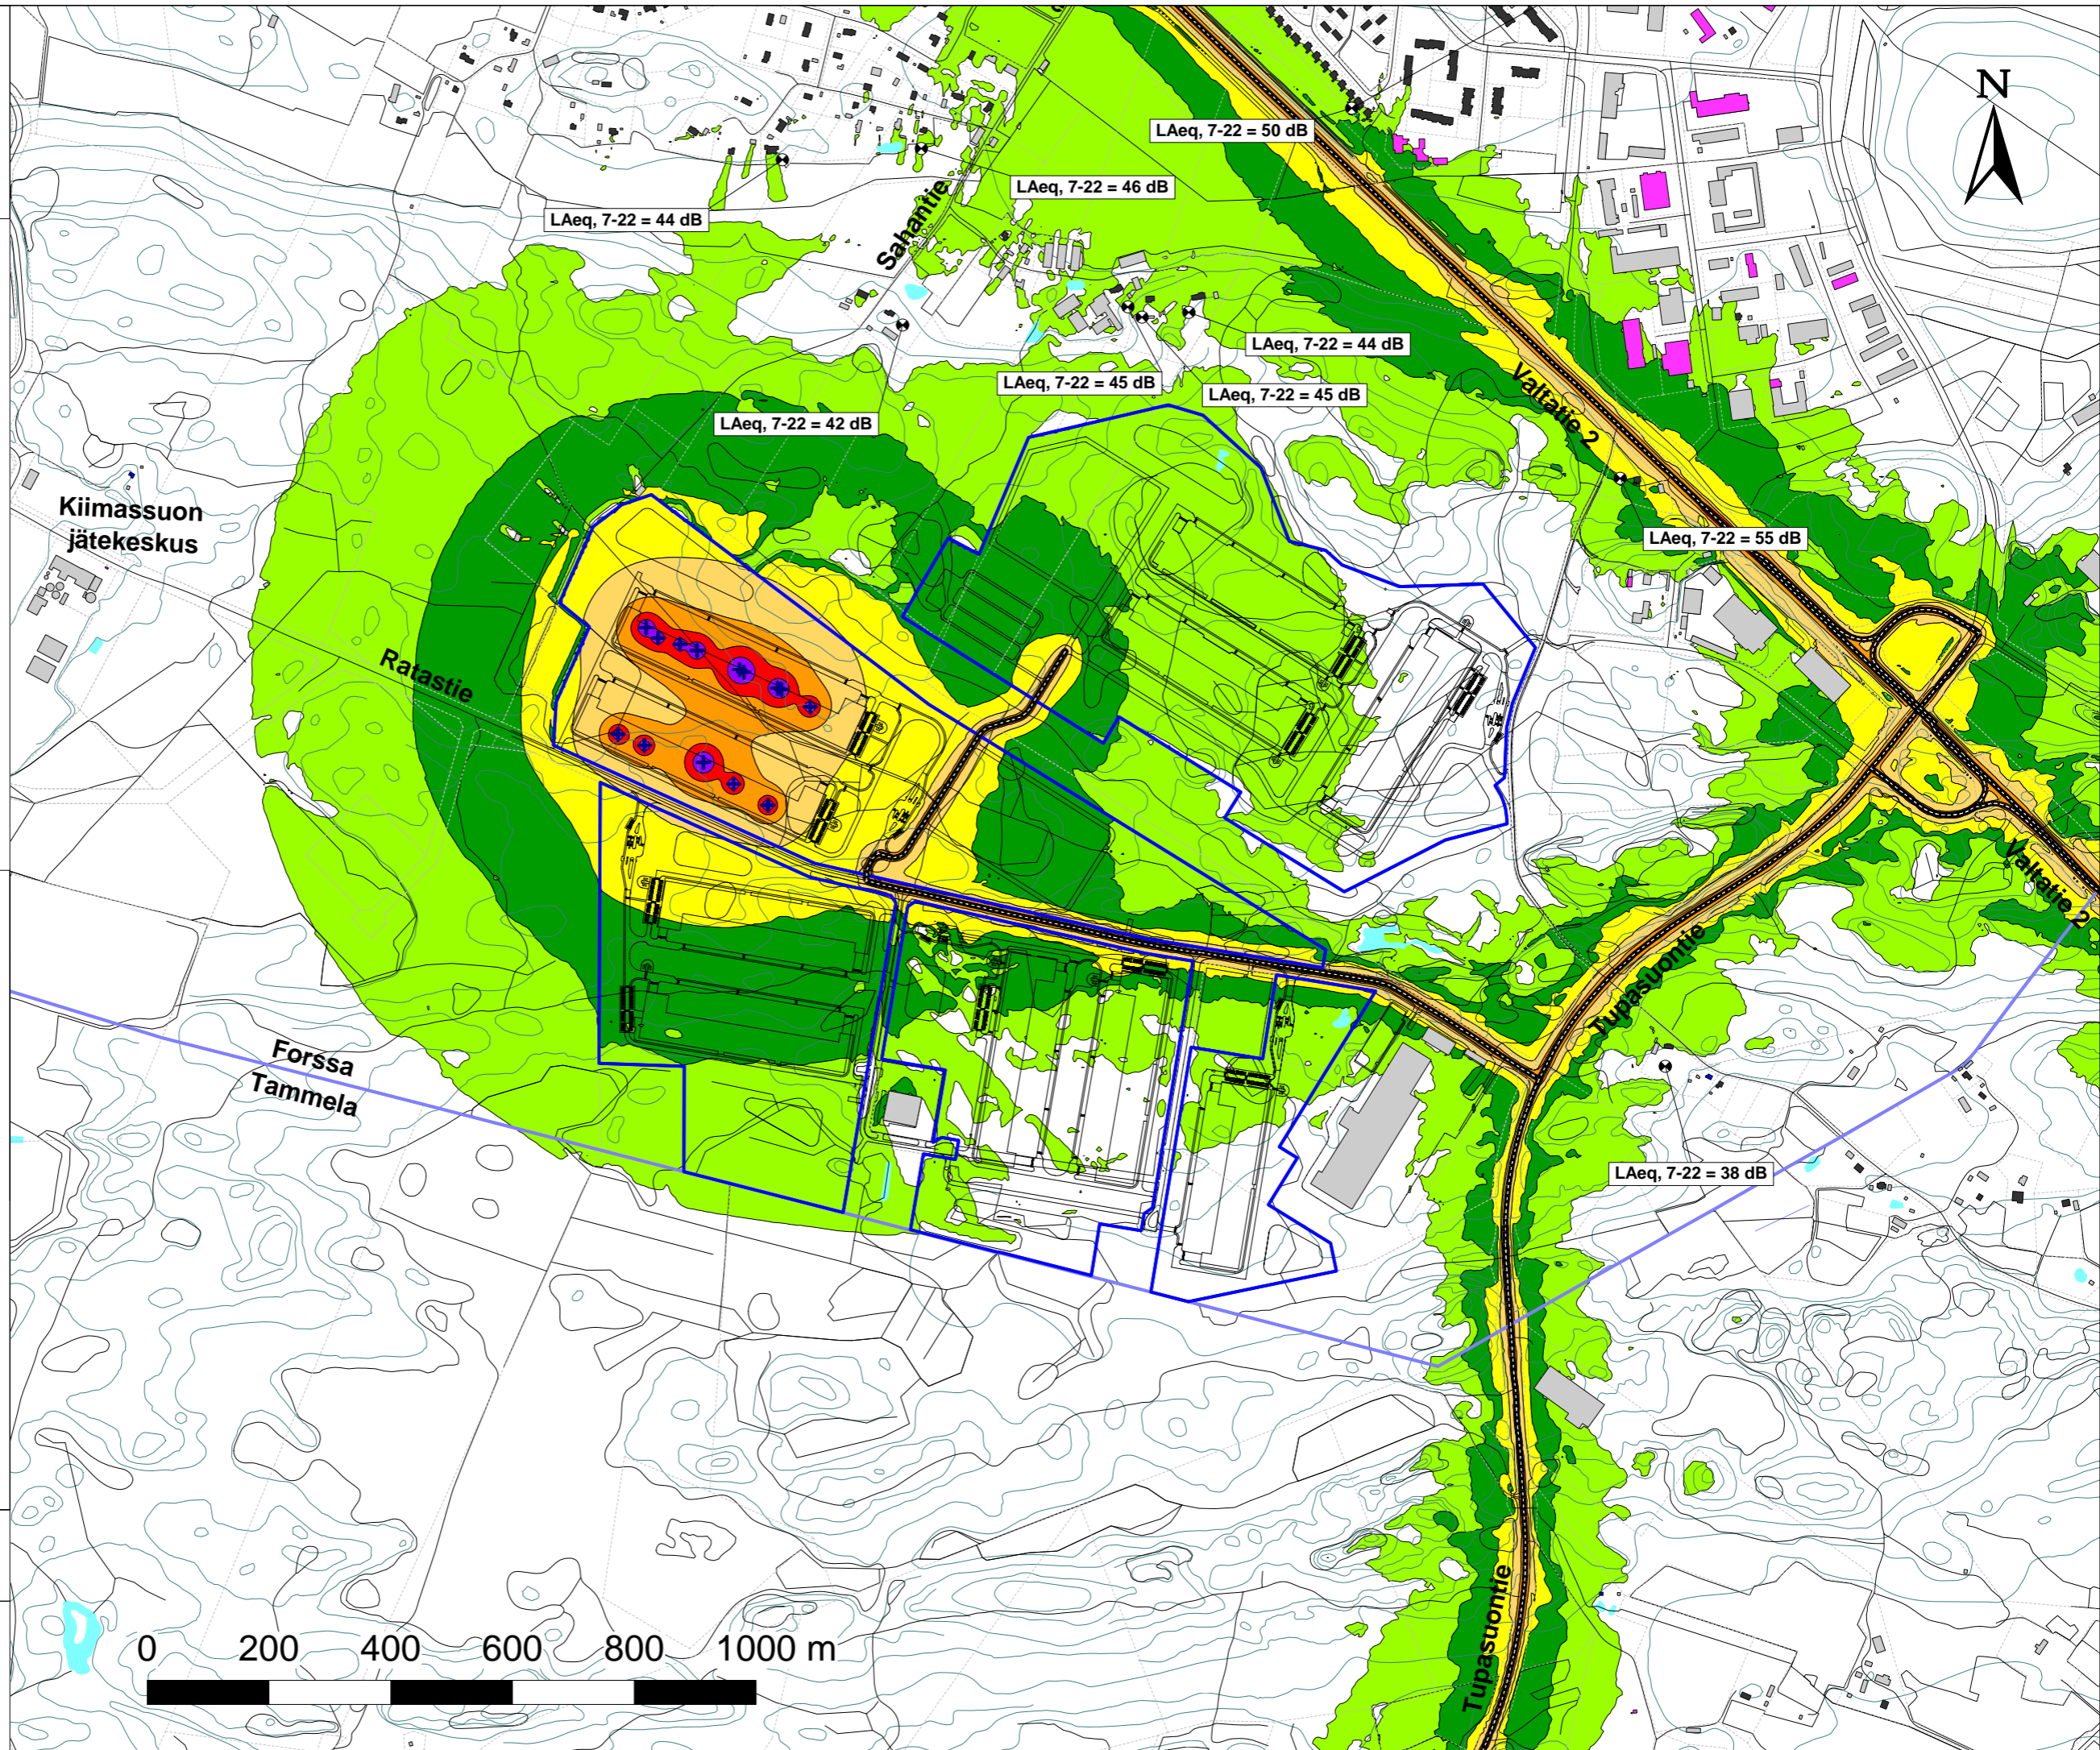 N
LAeq, 7-22 = 50 dB
LAeq, 7-22 = 46 dB
LAeq, 7-22 = 44 dB
Sahantie
LAeq, 7-22 = 44 dB
LAeq, 7-22 = 45 dB
LAeq, 7-22 = 45 dB
Valtatie 2
LAeq, 7-22 = 42 dB
Kiimassuon
jätekeskus
LAeq, 7-22 = 55 dB
Ratastie
Valtatie 2
Tupasuontie
Forssa
Tammela
LAeq, 7-22 = 38 dB
Tupasuontie
0 200 400 600 800 1000 m